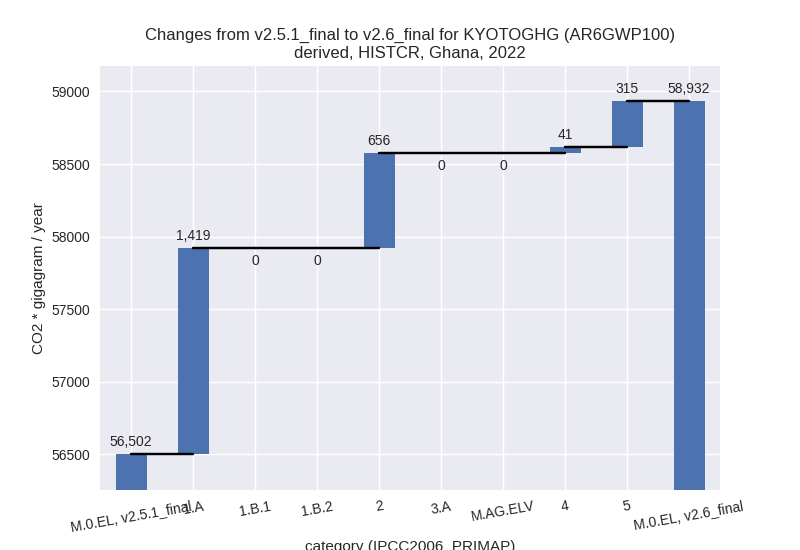 Changes from v2.5.1_final to v2.6_final for KYOTOGHG (AR6GWP100)
derived, HISTCR, Ghana, 2022
CO2 * gigagram / year
59000
58500
58000
57500
57000
56500
56,502
1,419
0
0
656
0
0
41
315
58,932
M.0.EL, v2.5.1_final
1.A
1.B.1
1.B.2
2
3.A
M.AG.ELV
4
5
M.0.EL, v2.6_final
category (IPCC2006_PRIMAP)